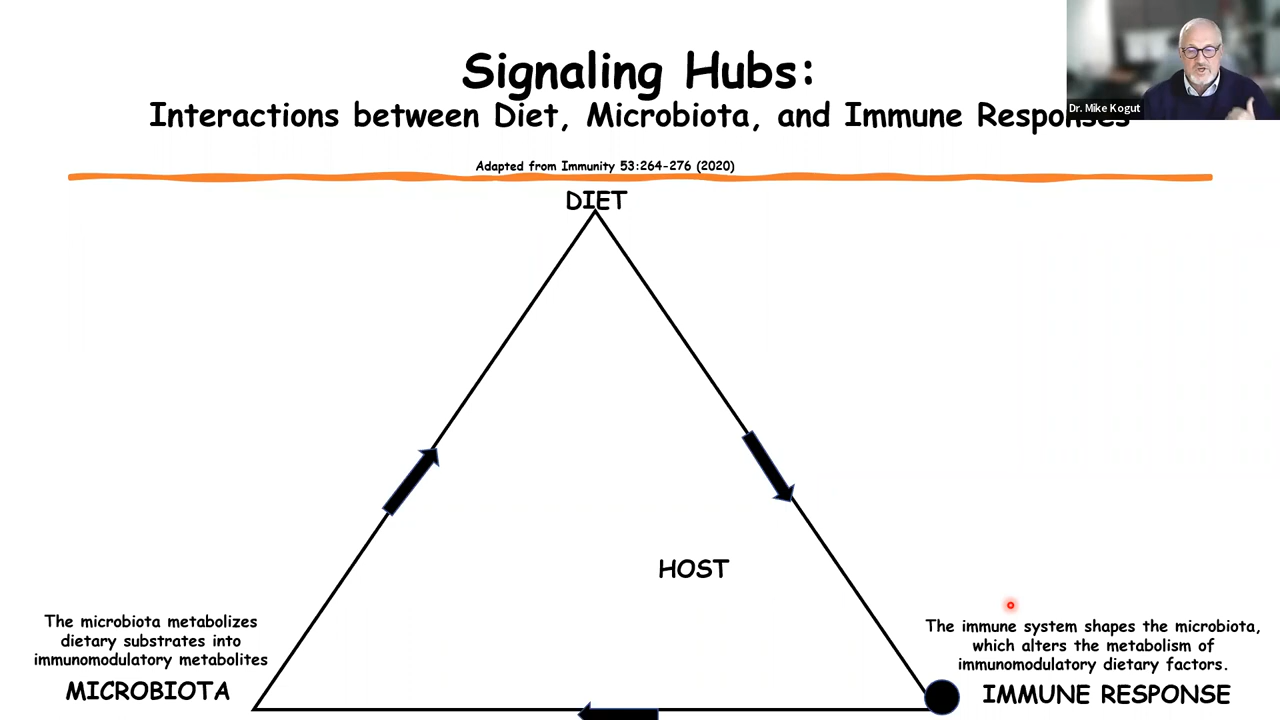 Signaling Hubs:
Interactions between Diet, Microbiota, and Immune Responses
Dr. Mike Kogut
Adapted from Immunity 53:264-276 (2020)
DIET
HOST
The microbiota metabolizes
dietary substrates into
immunomodulatory metabolites
MICROBIOTA
The immune system shapes the microbiota,
which alters the metabolism of
immunomodulatory dietary factors.
IMMUNE RESPONSE